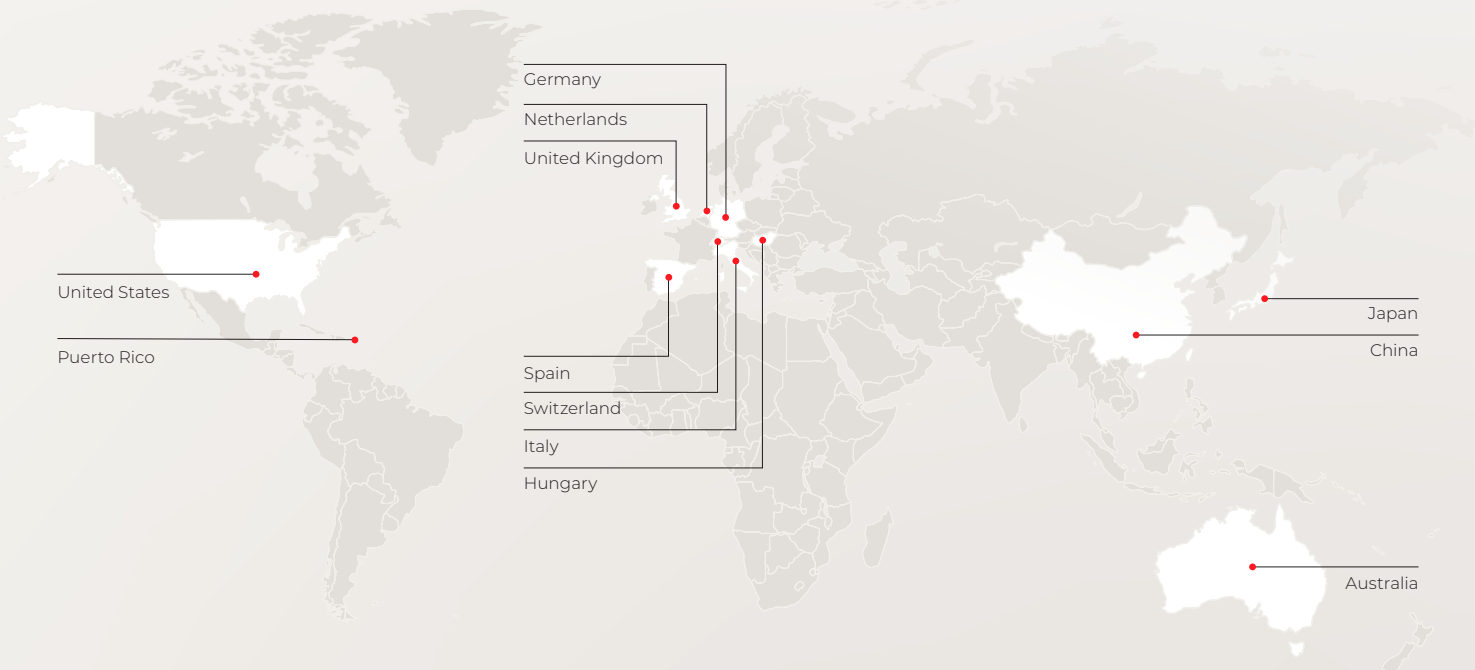 Germany
Netherlands
United Kingdom
United States
Puerto Rico
Spain
Switzerland
Italy
Hungary
Japan
China
Australia